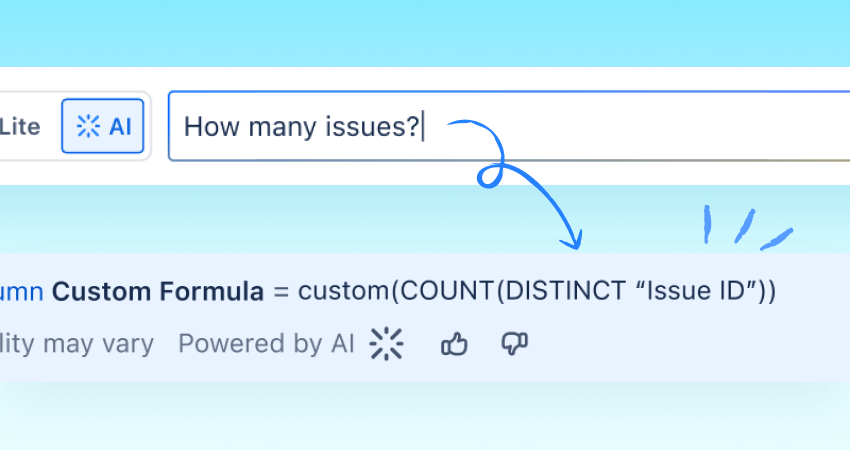 Lite AI How many issues?
umn Custom Formula = custom(COUNT(DISTINCT “Issue ID”))
lity may vary Powered by AI